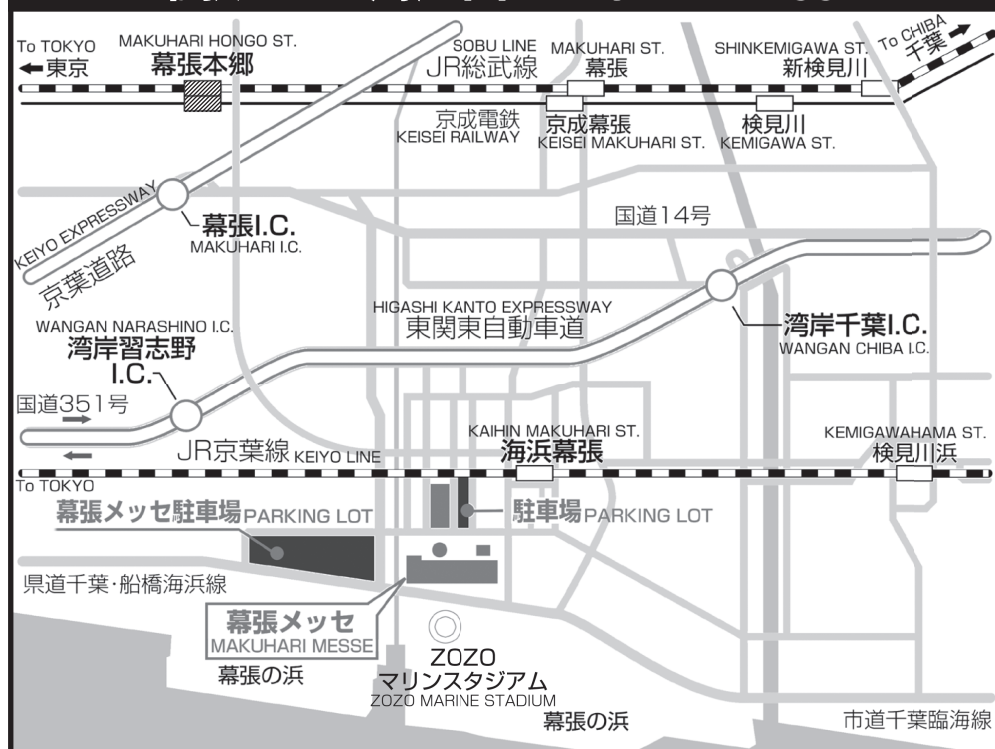 To TOKYO
←東京
MAKUHARI HONGO ST.
幕張本郷
SOBU LINE
JR総武線
MAKUHARI ST.
幕張
SHINKEMIGAWA ST.
新検見川
To CHIBA
千葉
京成電鉄
KEISEI RAILWAY
京成幕張
KEISEI MAKUHARI ST.
検見川
KEMIGAWA ST.
KEIYO EXPRESSWAY
京葉道路
幕張I.C.
MAKUHARI I.C.
国道14号
HIGASHI KANTO EXPRESSWAY
東関東自動車道
湾岸千葉I.C.
WANGAN CHIBA I.C.
WANGAN NARASHINO I.C.
湾岸習志野
I.C.
国道351号
JR京葉線 KEIYO LINE
To TOKYO
KAIHIN MAKUHARI ST.
海浜幕張
KEMIGAWAHAMA ST.
検見川浜
幕張メッセ駐車場 PARKING LOT
駐車場 PARKING LOT
県道千葉・船橋海浜線
幕張メッセ
MAKUHARI MESSE
幕張の浜
ZOZO
マリンスタジアム
ZOZO MARINE STADIUM
幕張の浜
市道千葉臨海線